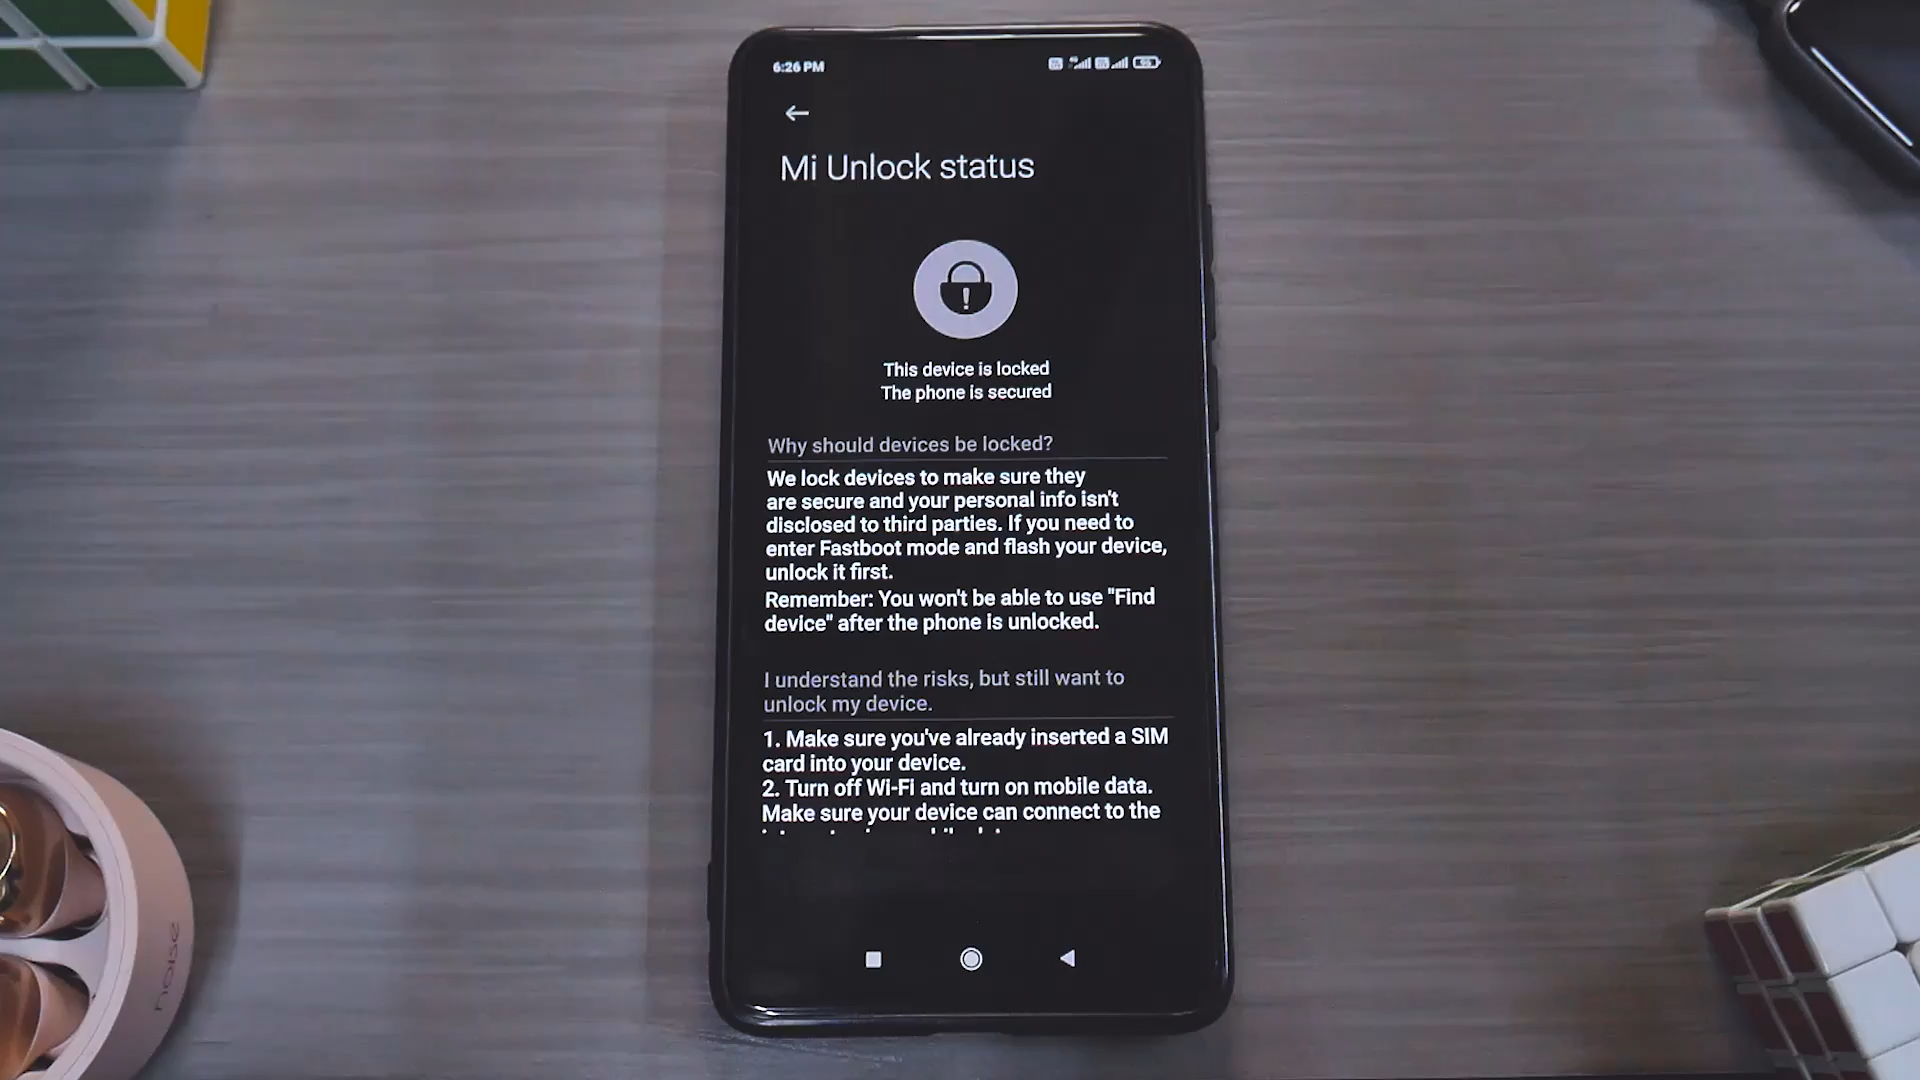 6:26 PM
Mi Unlock status
This device is locked
The phone is secured
Why should devices be locked?
We lock devices to make sure they
are secure and your personal info isn't
disclosed to third parties. If you need to
enter Fastboot mode and flash your device,
unlock it first.
Remember: You won't be able to use "Find
device" after the phone is unlocked.
I understand the risks, but still want to
unlock my device.
1. Make sure you've already inserted a SIM
card into your device.
2. Turn off Wi-Fi and turn on mobile data.
Make sure your device can connect to the
noise